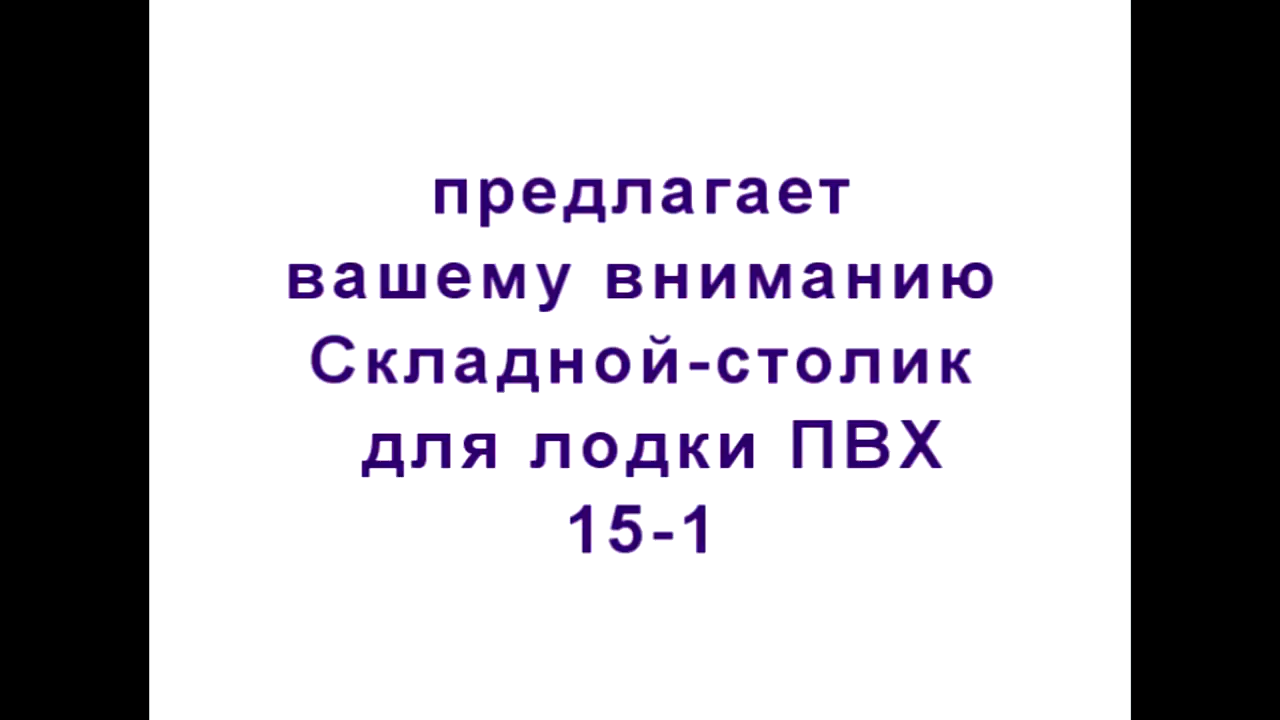 предлагает
вашему вниманию
Складной-столик
для лодки ПВХ
15-1